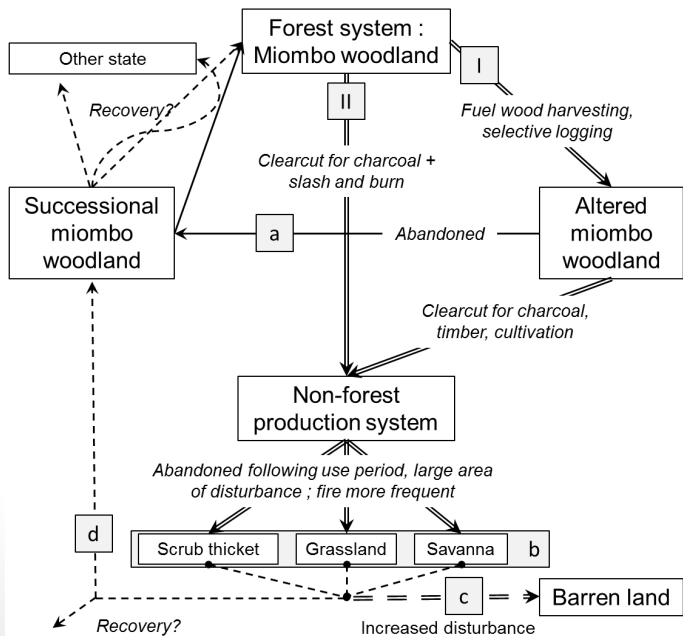 Forest system :
Miombo woodland
Other state
I
II
Recovery?
Fuel wood harvesting,
selective logging
Clearcut for charcoal +
slash and burn
Successional
miombo
woodland
Altered
miombo
woodland
a
Abandoned
Clearcut for charcoal,
timber, cultivation
Non-forest
production system
Abandoned following use period, large area
of disturbance ; fire more frequent
d
Scrub thicket
Grassland
Savanna
b
c
Barren land
Recovery?
Increased disturbance